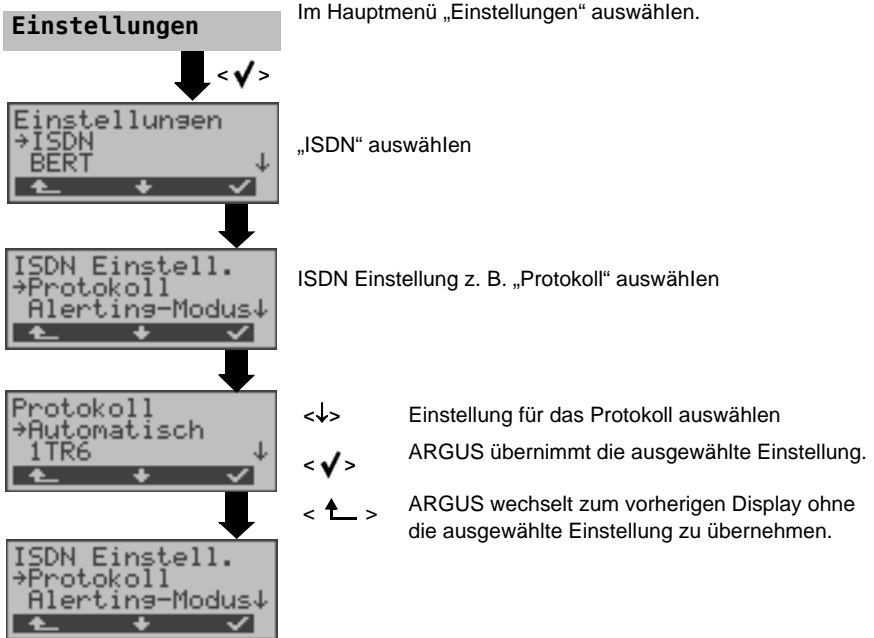 Einstellungen
Im Hauptmenü „Einstellungen“ auswählen.
<✓>
Einstellungen
→ISDN
BERT ↓
„ISDN“ auswählen
ISDN Einstell.
→Protokoll
Alerting-Modus↓
ISDN Einstellung z. B. „Protokoll“ auswählen
Protokoll
→Automatisch
1TR6 ↓
<↓> Einstellung für das Protokoll auswählen
<✓> ARGUS übernimmt die ausgewählte Einstellung.
< > ARGUS wechselt zum vorherigen Display ohne
die ausgewählte Einstellung zu übernehmen.
ISDN Einstell.
→Protokoll
Alerting-Modus↓